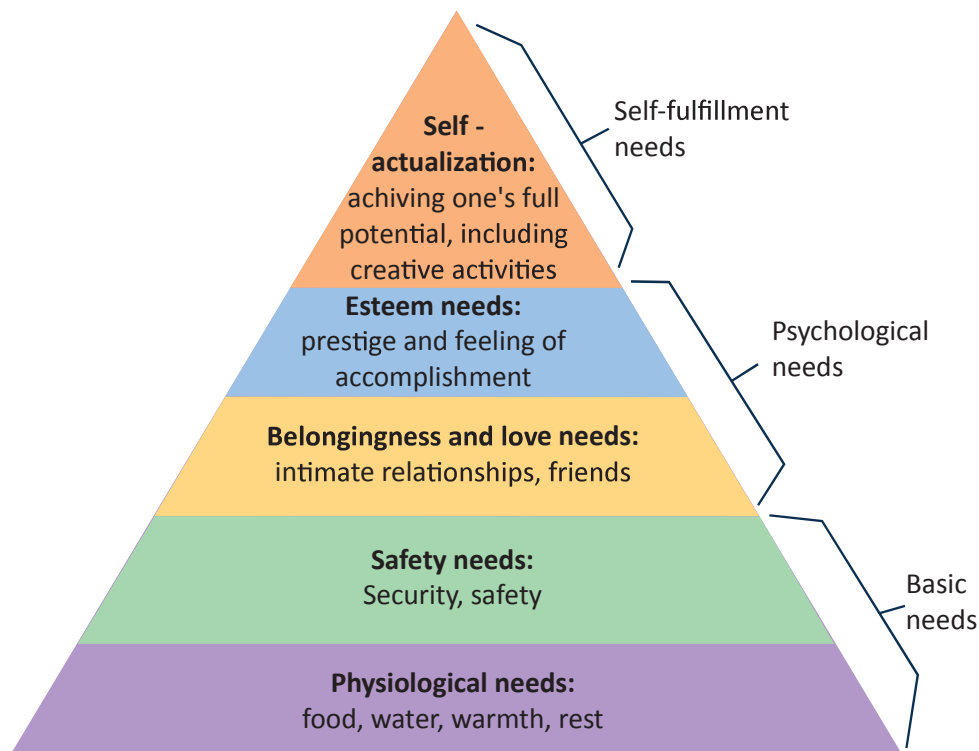 Self -
actualization:
achiving one's full
potential, including
creative activities
Self-fulfillment
needs
Esteem needs:
prestige and feeling of
accomplishment
Psychological
needs
Belongingness and love needs:
intimate relationships, friends
Safety needs:
Security, safety
Basic
needs
Physiological needs:
food, water, warmth, rest